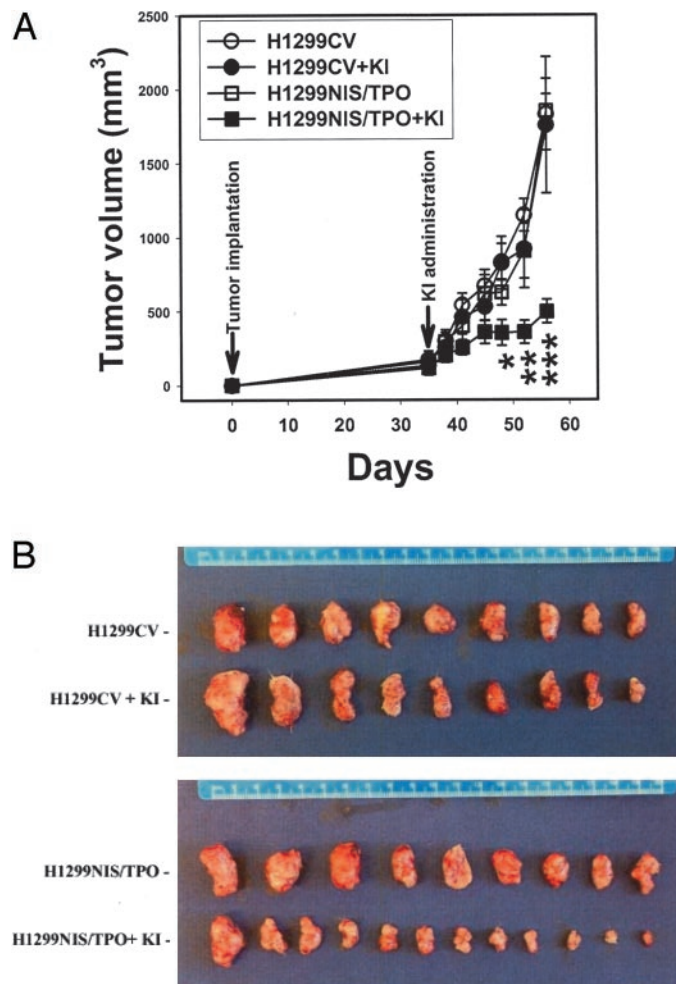 A
Tumor volume (mm³)
2500
2000
1500
1000
500
0
H1299CV
H1299CV+KI
H1299NIS/TPO
H1299NIS/TPO+KI
Tumor implantation
KI administration
*
**
***
0 10 20 30 40 50 60
Days
B
H1299CV -
H1299CV + KI -
H1299NIS/TPO -
H1299NIS/TPO+ KI -